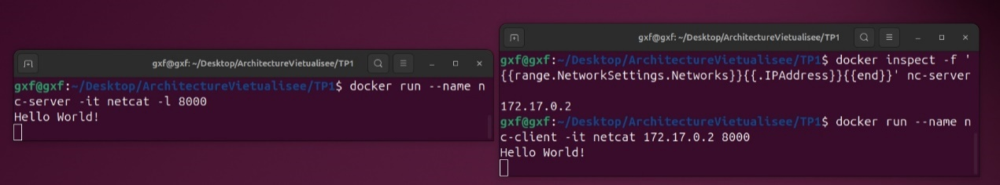 gxf@gxf: ~/Desktop/ArchitectureVietualisee/TP1
gxf@gxf:~/Desktop/ArchitectureVietualisee/TP1$ docker run --name n
c-server -it netcat -l 8000
Hello World!
gxf@gxf: ~/Desktop/ArchitectureVietualisee/TP1
gxf@gxf:~/Desktop/ArchitectureVietualisee/TP1$ docker inspect -f '
{{range.NetworkSettings.Networks}}{{.IPAddress}}{{end}}' nc-server
172.17.0.2
gxf@gxf:~/Desktop/ArchitectureVietualisee/TP1$ docker run --name n
c-client -it netcat 172.17.0.2 8000
Hello World!